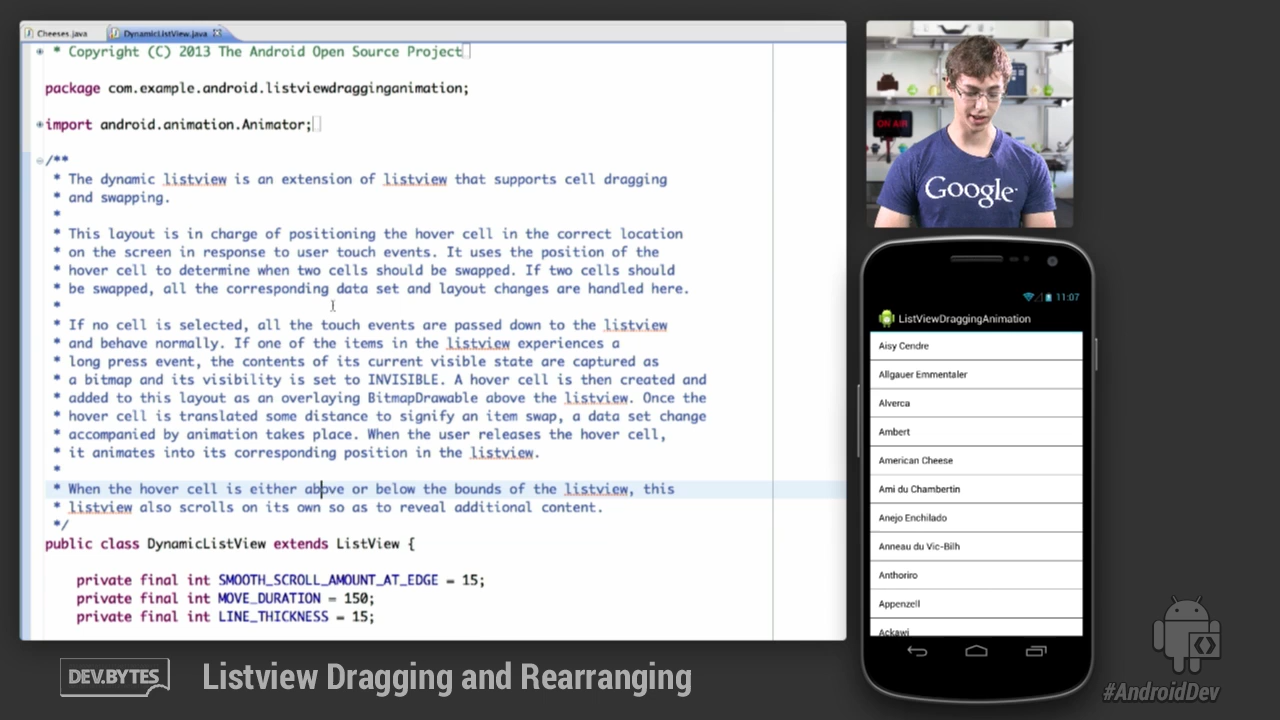 Cheeses.java
DynamicListView.java
* Copyright (C) 2013 The Android Open Source Project
package com.example.android.listviewdragginganimation;
import android.animation.Animator;
/**
* The dynamic listview is an extension of listview that supports cell dragging
* and swapping.
*
* This layout is in charge of positioning the hover cell in the correct location
* on the screen in response to user touch events. It uses the position of the
* hover cell to determine when two cells should be swapped. If two cells should
* be swapped, all the corresponding data set and layout changes are handled here.
*
* If no cell is selected, all the touch events are passed down to the listview
* and behave normally. If one of the items in the listview experiences a
* long press event, the contents of its current visible state are captured as
* a bitmap and its visibility is set to INVISIBLE. A hover cell is then created and
* added to this layout as an overlaying BitmapDrawable above the listview. Once the
* hover cell is translated some distance to signify an item swap, a data set change
* accompanied by animation takes place. When the user releases the hover cell,
* it animates into its corresponding position in the listview.
*
* When the hover cell is either above or below the bounds of the listview, this
* listview also scrolls on its own so as to reveal additional content.
*/
public class DynamicListView extends ListView {
private final int SMOOTH_SCROLL_AMOUNT_AT_EDGE = 15;
private final int MOVE_DURATION = 150;
private final int LINE_THICKNESS = 15;
ON AIR
Google
11:07
ListViewDraggingAnimation
Aisy Cendre
Allgauer Emmentaler
Alverca
Ambert
American Cheese
Ami du Chambertin
Anejo Enchilado
Anneau du Vic-Bilh
Anthoriro
Appenzell
Ackawi
DEV.BYTES
Listview Dragging and Rearranging
#AndroidDev